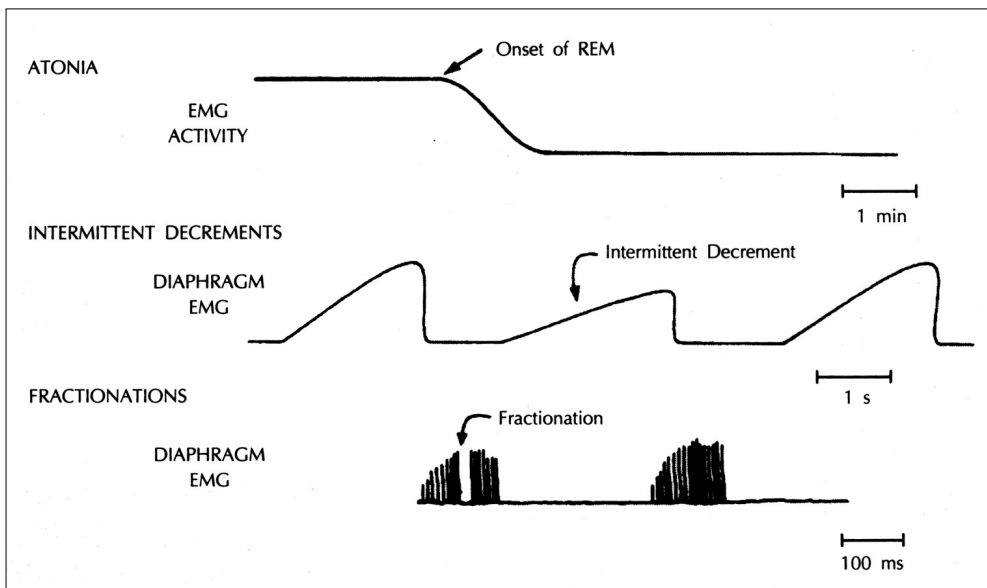 Onset of REM
ATONIA
EMG
ACTIVITY
1 min
INTERMITTENT DECREMENTS
Intermittent Decrement
DIAPHRAGM
EMG
1 s
FRACTIONATIONS
Fractionation
DIAPHRAGM
EMG
100 ms